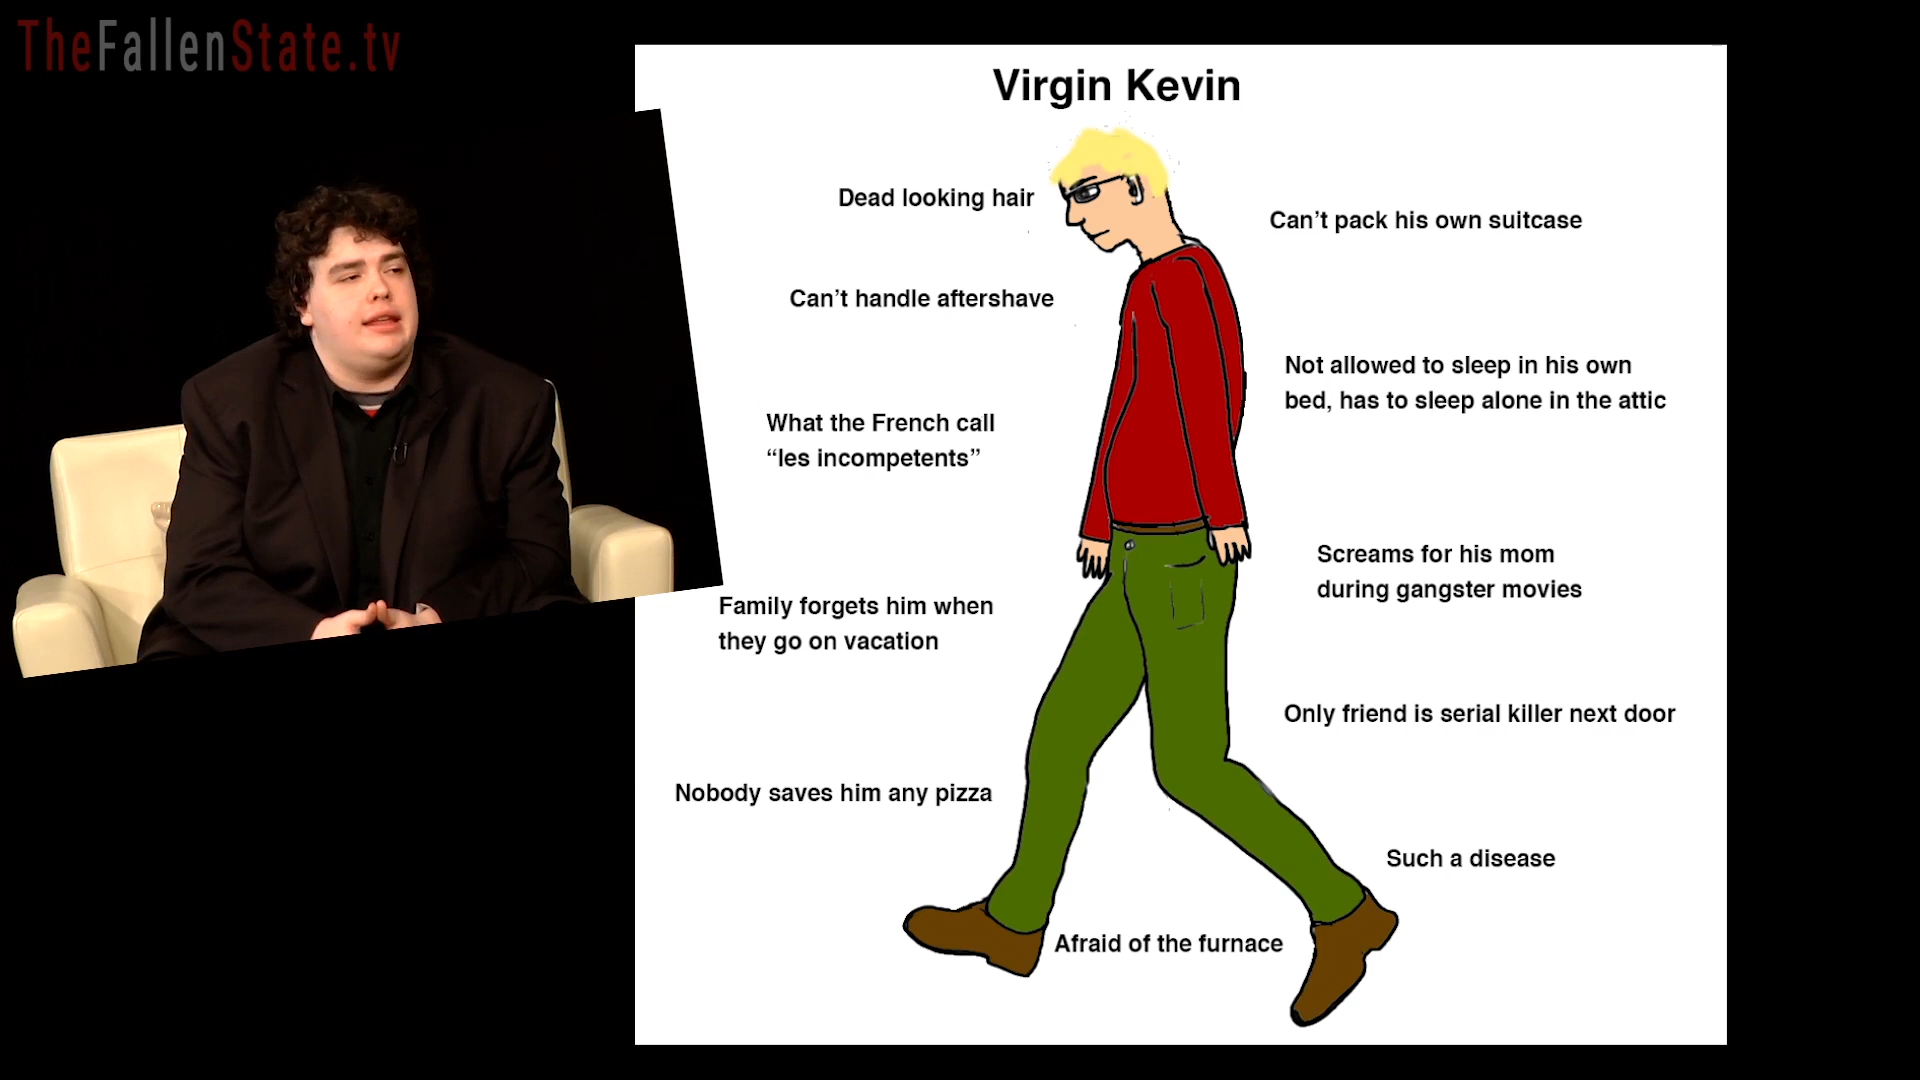 TheFallenState.tv
Virgin Kevin
Dead looking hair
Can't pack his own suitcase
Can't handle aftershave
Not allowed to sleep in his own
bed, has to sleep alone in the attic
What the French call
“les incompetents”
Screams for his mom
during gangster movies
Family forgets him when
they go on vacation
Only friend is serial killer next door
Nobody saves him any pizza
Such a disease
Afraid of the furnace